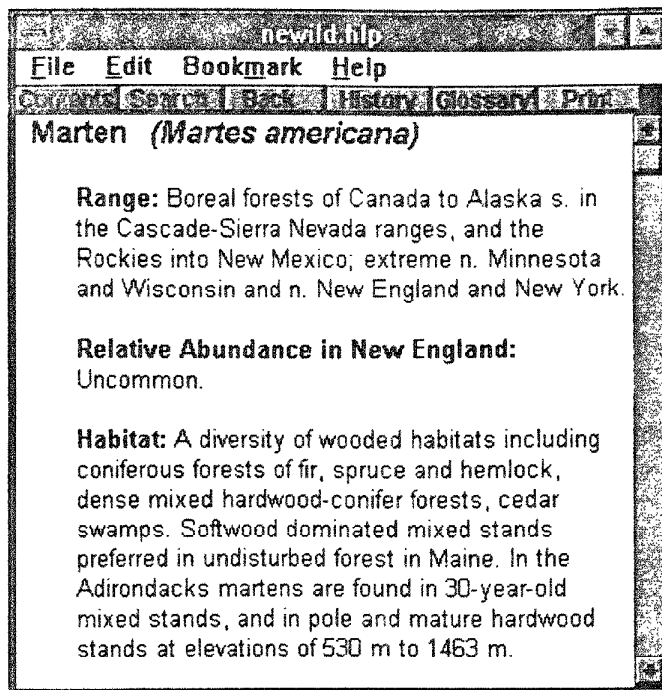 newild.hlp
File Edit Bookmark Help
Contents Search Back History Glossary Print
Marten (Martes americana)
Range: Boreal forests of Canada to Alaska s. in
the Cascade-Sierra Nevada ranges, and the
Rockies into New Mexico; extreme n. Minnesota
and Wisconsin and n. New England and New York.
Relative Abundance in New England:
Uncommon.
Habitat: A diversity of wooded habitats including
coniferous forests of fir, spruce and hemlock,
dense mixed hardwood-conifer forests, cedar
swamps. Softwood dominated mixed stands
preferred in undisturbed forest in Maine. In the
Adirondacks martens are found in 30-year-old
mixed stands, and in pole and mature hardwood
stands at elevations of 530 m to 1463 m.